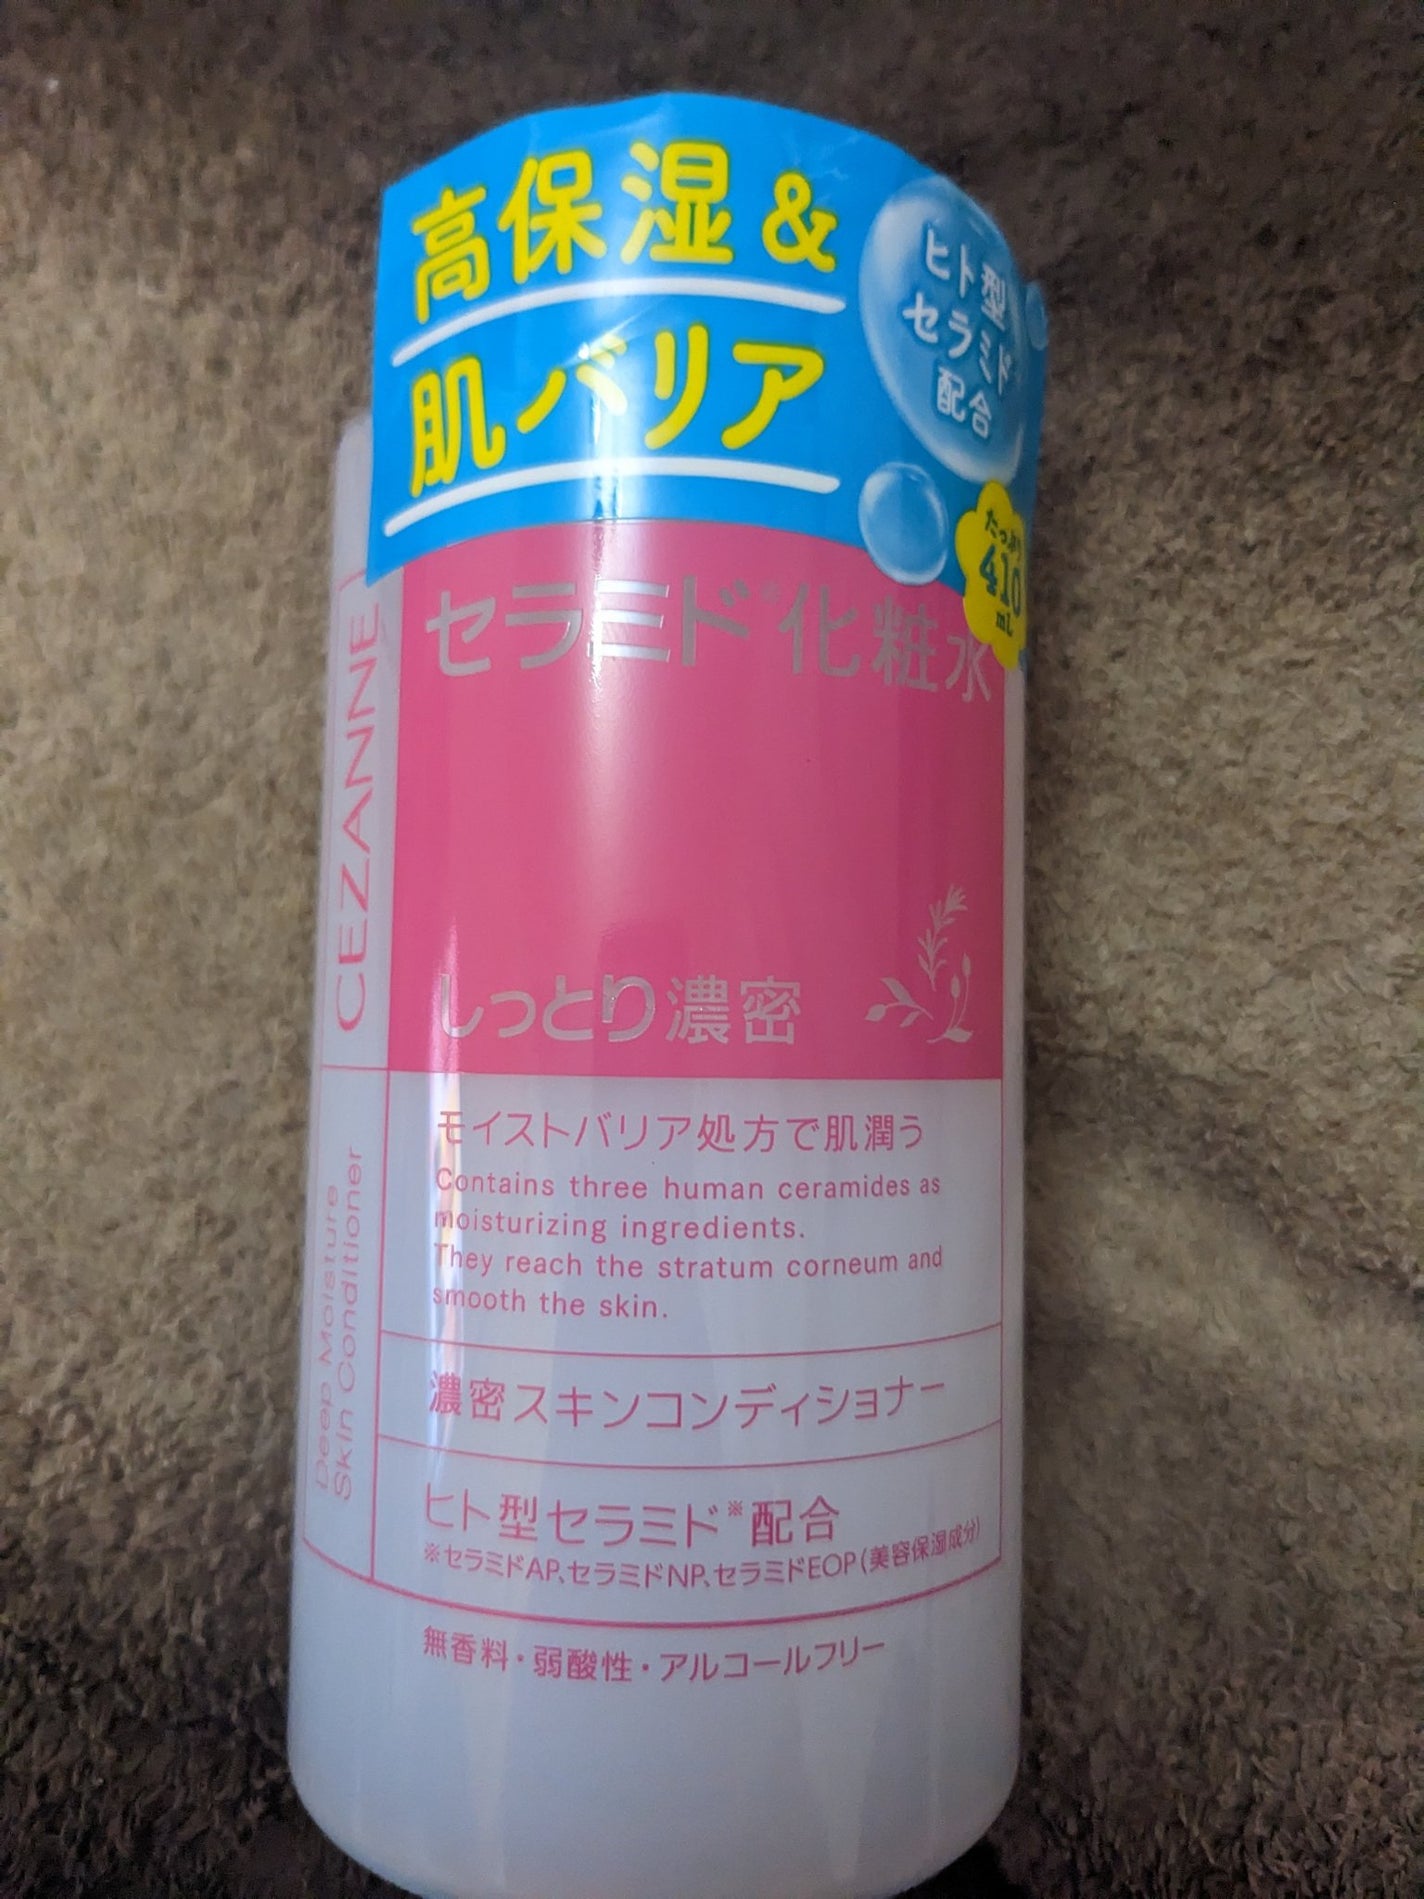 高保湿&
肌バリア
ヒト型
セラミド
配合
たっぷり
410
mL
セラミド※化粧水
しっとり濃密
CEZANNE
Deep Moisture
Skin Conditioner
モイストバリア処方で肌潤う
Contains three human ceramides as
moisturizing ingredients.
They reach the stratum corneum and
smooth the skin.
濃密スキンコンディショナー
ヒト型セラミド※配合
※セラミドAP、セラミドNP、セラミドEOP(美容保湿成分)
無香料・弱酸性・アルコールフリー